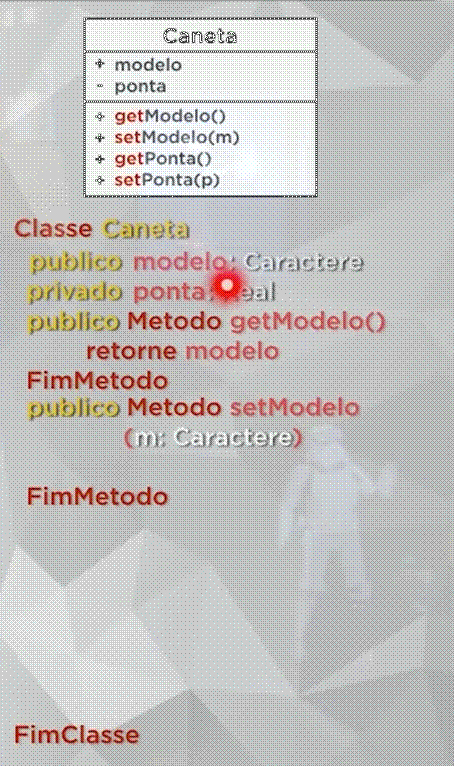 Caneta
+ modelo
- ponta
+ getModelo()
+ setModelo(m)
+ getPonta()
+ setPonta(p)
Classe Caneta
publico modelo: Caractere
privado ponta: Real
publico Metodo getModelo()
retorne modelo
FimMetodo
publico Metodo setModelo
(m: Caractere)
FimMetodo
FimClasse